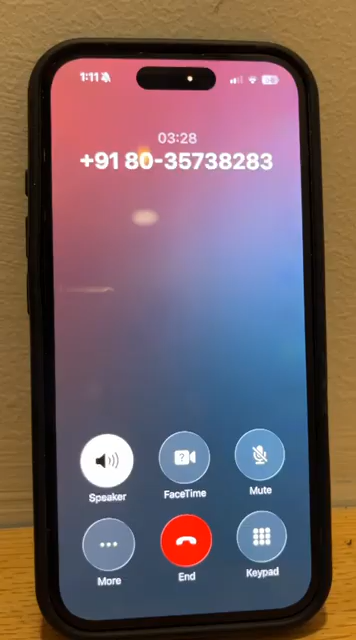 1:11
03:28
+91 80-35738283
Speaker
FaceTime
Mute
More
End
Keypad